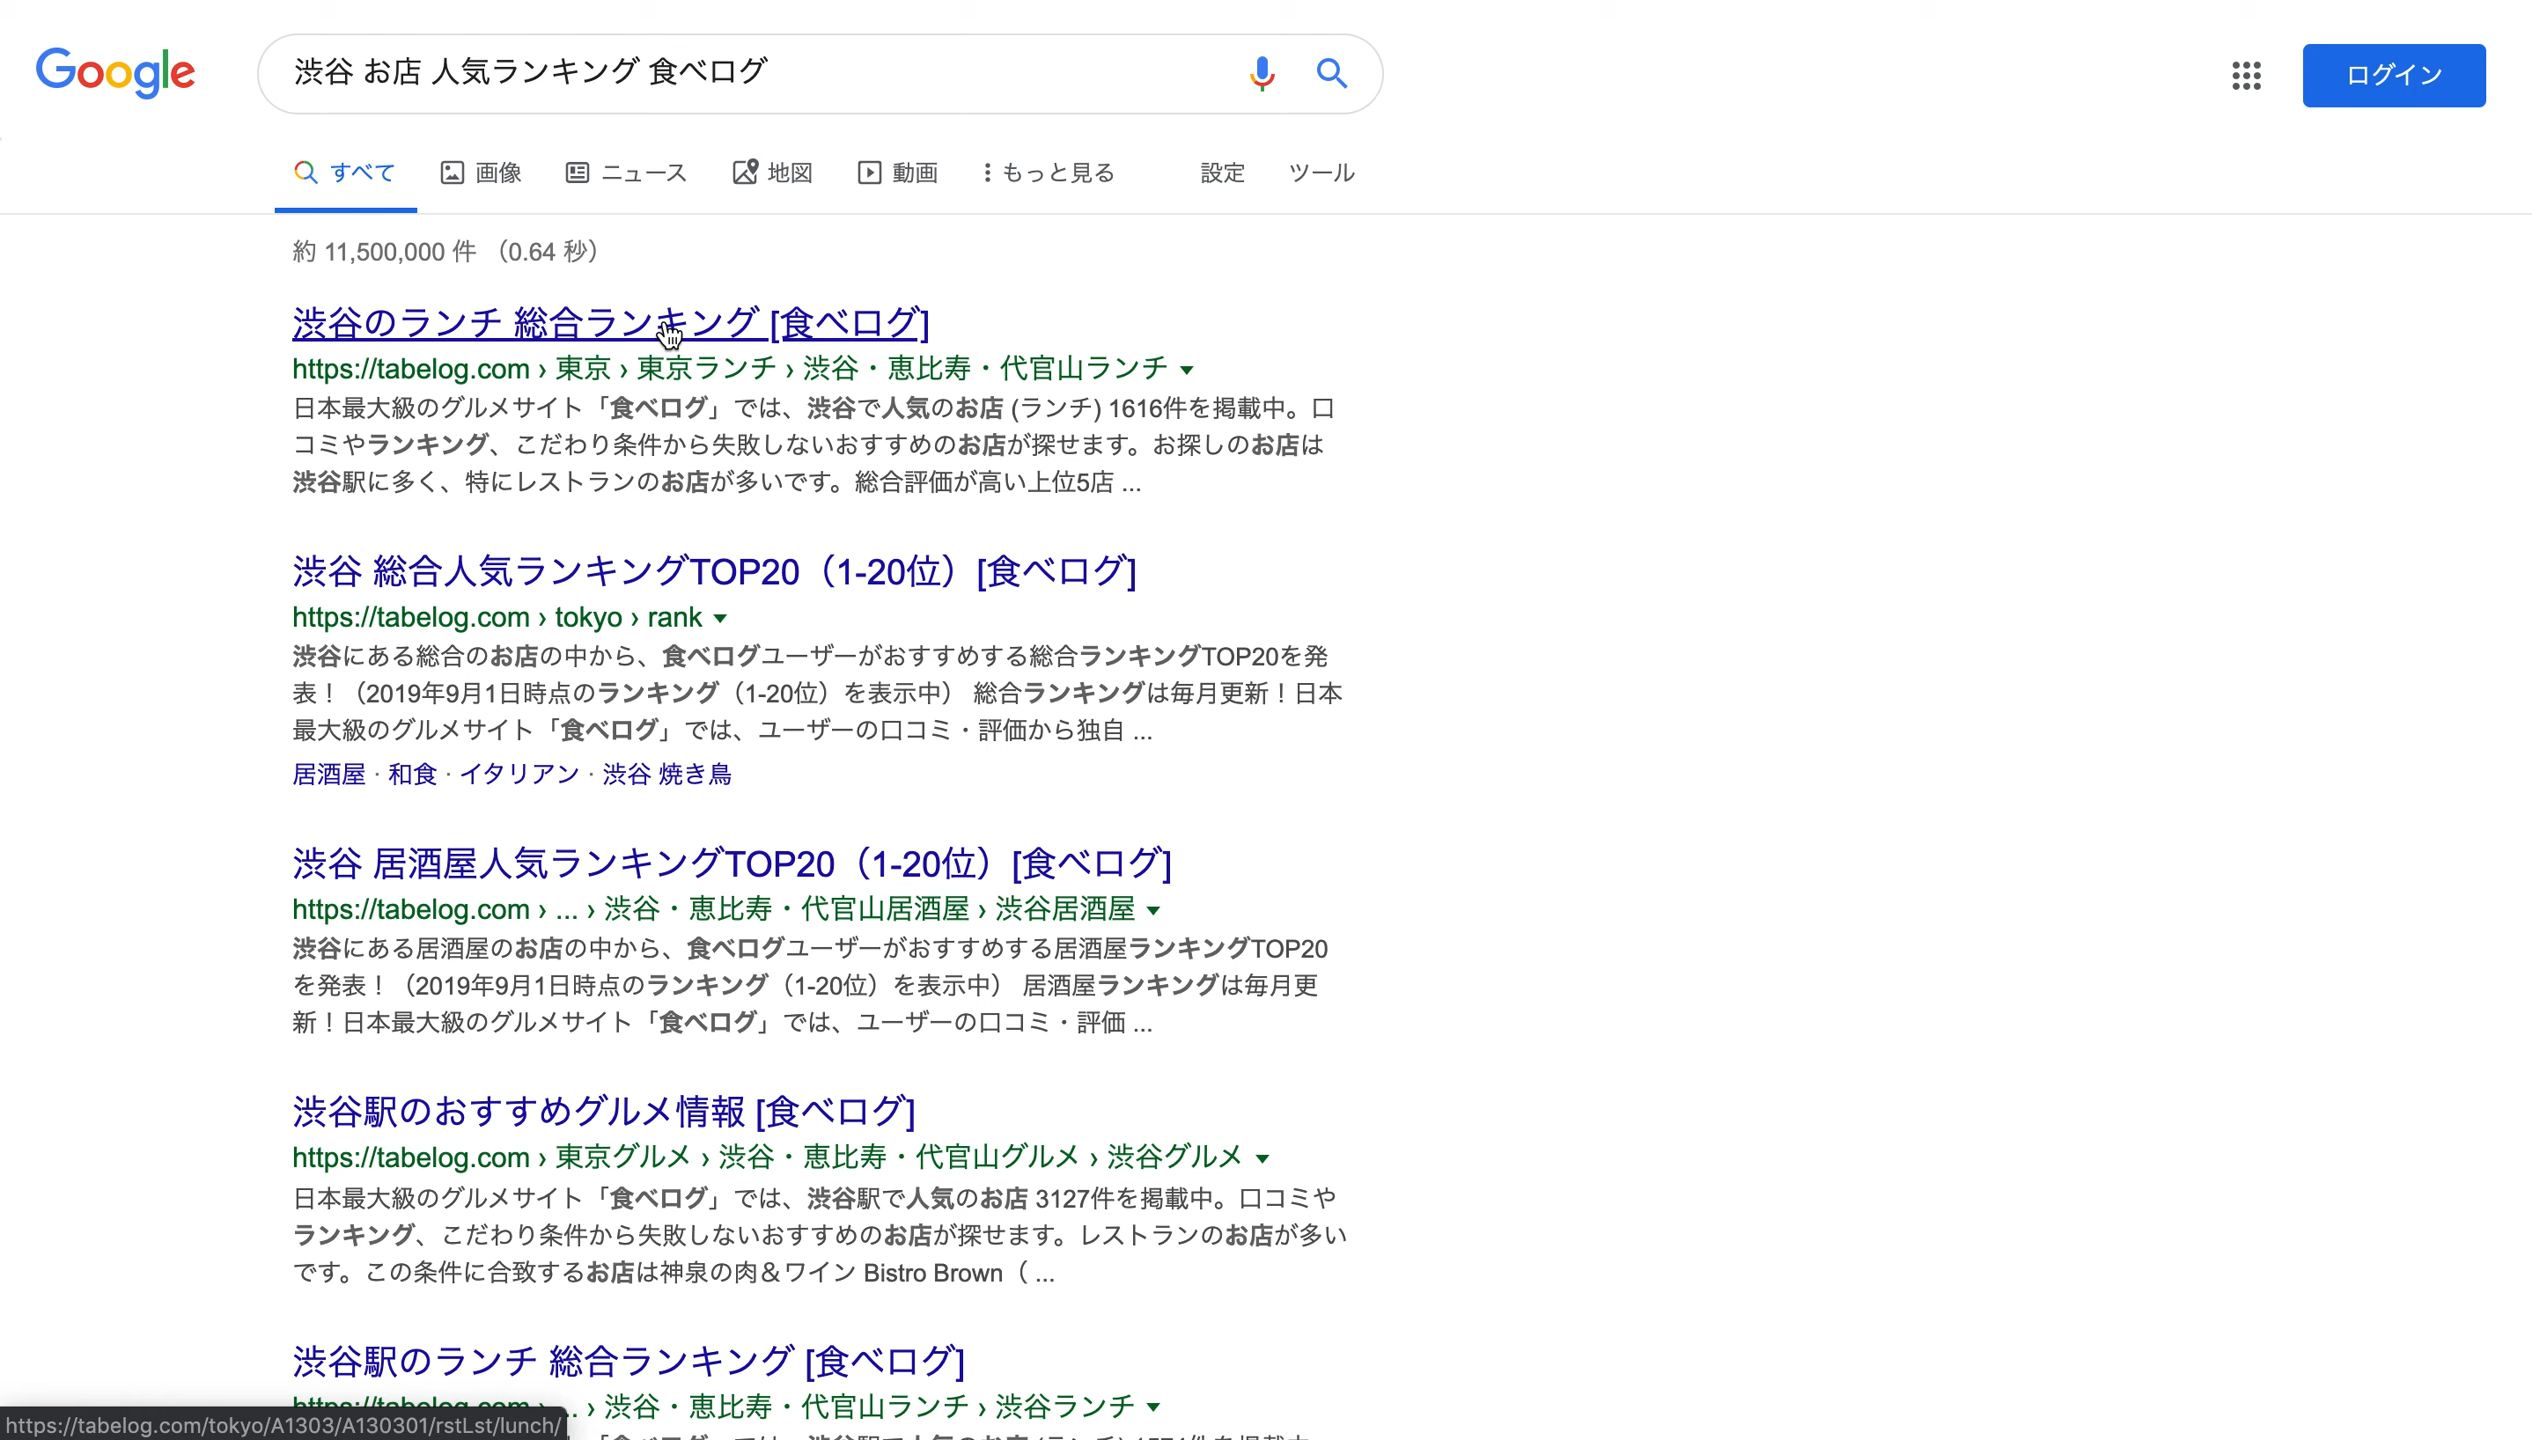 Google
渋谷 お店 人気ランキング 食べログ
ログイン
すべて 画像 ニュース 地図 動画 もっと見る 設定 ツール
約 11,500,000 件 （0.64 秒）
渋谷のランチ 総合ランキング [食べログ]
https://tabelog.com › 東京 › 東京ランチ › 渋谷・恵比寿・代官山ランチ
日本最大級のグルメサイト「食べログ」では、渋谷で人気のお店 (ランチ) 1616件を掲載中。口
コミやランキング、こだわり条件から失敗しないおすすめのお店が探せます。お探しのお店は
渋谷駅に多く、特にレストランのお店が多いです。総合評価が高い上位5店 ...
渋谷 総合人気ランキングTOP20（1-20位）[食べログ]
https://tabelog.com › tokyo › rank
渋谷にある総合のお店の中から、食べログユーザーがおすすめする総合ランキングTOP20を発
表！（2019年9月1日時点のランキング（1-20位）を表示中） 総合ランキングは毎月更新！日本
最大級のグルメサイト「食べログ」では、ユーザーの口コミ・評価から独自 ...
居酒屋 · 和食 · イタリアン · 渋谷 焼き鳥
渋谷 居酒屋人気ランキングTOP20（1-20位）[食べログ]
https://tabelog.com › ... › 渋谷・恵比寿・代官山居酒屋 › 渋谷居酒屋
渋谷にある居酒屋のお店の中から、食べログユーザーがおすすめする居酒屋ランキングTOP20
を発表！（2019年9月1日時点のランキング（1-20位）を表示中） 居酒屋ランキングは毎月更
新！日本最大級のグルメサイト「食べログ」では、ユーザーの口コミ・評価 ...
渋谷駅のおすすめグルメ情報 [食べログ]
https://tabelog.com › 東京グルメ › 渋谷・恵比寿・代官山グルメ › 渋谷グルメ
日本最大級のグルメサイト「食べログ」では、渋谷駅で人気のお店 3127件を掲載中。口コミや
ランキング、こだわり条件から失敗しないおすすめのお店が探せます。レストランのお店が多い
です。この条件に合致するお店は神泉の肉＆ワイン Bistro Brown（ ...
渋谷駅のランチ 総合ランキング [食べログ]
https://tabelog.com › ... › 渋谷・恵比寿・代官山ランチ › 渋谷ランチ
https://tabelog.com/tokyo/A1303/A130301/rstLst/lunch/